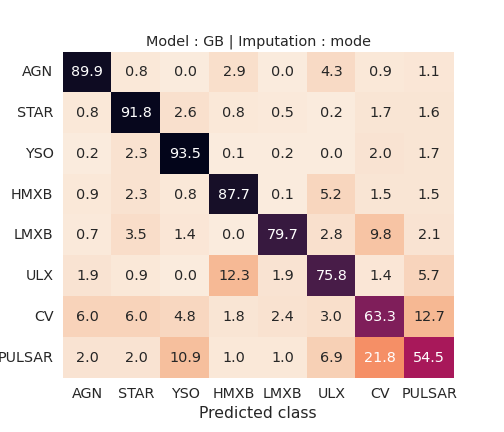 Model : GB | Imputation : mode
AGN 89.9 0.8 0.0 2.9 0.0 4.3 0.9 1.1
STAR 0.8 91.8 2.6 0.8 0.5 0.2 1.7 1.6
YSO 0.2 2.3 93.5 0.1 0.2 0.0 2.0 1.7
HMXB 0.9 2.3 0.8 87.7 0.1 5.2 1.5 1.5
LMXB 0.7 3.5 1.4 0.0 79.7 2.8 9.8 2.1
ULX 1.9 0.9 0.0 12.3 1.9 75.8 1.4 5.7
CV 6.0 6.0 4.8 1.8 2.4 3.0 63.3 12.7
PULSAR 2.0 2.0 10.9 1.0 1.0 6.9 21.8 54.5
AGN STAR YSO HMXB LMXB ULX CV PULSAR
Predicted class